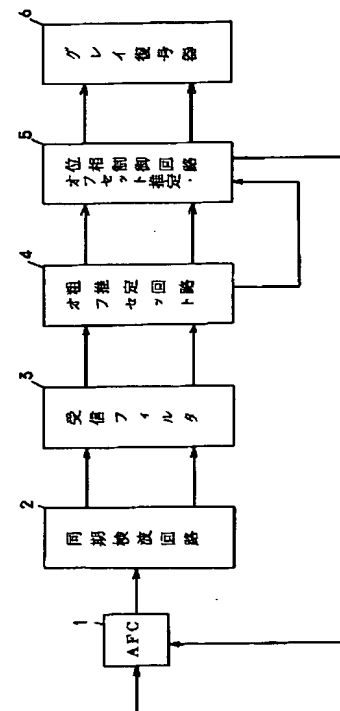 1
AFC
2
同期検波回路
3
受信フィルタ
4
オフセット
粗推定回路
5
オフセット推定・
位相制御回路
6
グレイ復号器